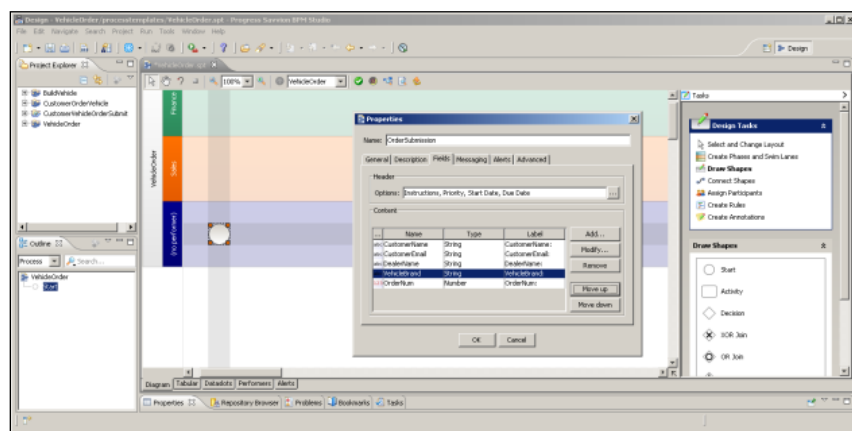 Design - VehicleOrder/processtemplates/VehicleOrder.spt - Progress Savvion BPM Studio
File Edit Navigate Search Project Run Tools Window Help
100%
VehicleOrder
Design
Project Explorer
BuildVehicle
CustomerOrderVehicle
CustomerVehicleOrderSubmit
VehicleOrder
Outline
Process
Search...
VehicleOrder
Start
VehicleOrder
Finance
Sales
(no performer)
Properties
Name: OrderSubmission
General Description Fields Messaging Alerts Advanced
Header
Options: Instructions, Priority, Start Date, Due Date
...
Content
... Name Type Label
CustomerName String CustomerName:
CustomerEmail String CustomerEmail:
DealerName String DealerName:
VehicleBrand String VehicleBrand:
OrderNum Number OrderNum:
Add...
Modify...
Remove
Move up
Move down
OK Cancel
Tasks
Design Tasks
Select and Change Layout
Create Phases and Swim Lanes
Draw Shapes
Connect Shapes
Assign Participants
Create Rules
Create Annotations
Draw Shapes
Start
Activity
Decision
XOR Join
OR Join
Diagram Tabular Dataslots Performers Alerts
Properties Repository Browser Problems Bookmarks Tasks